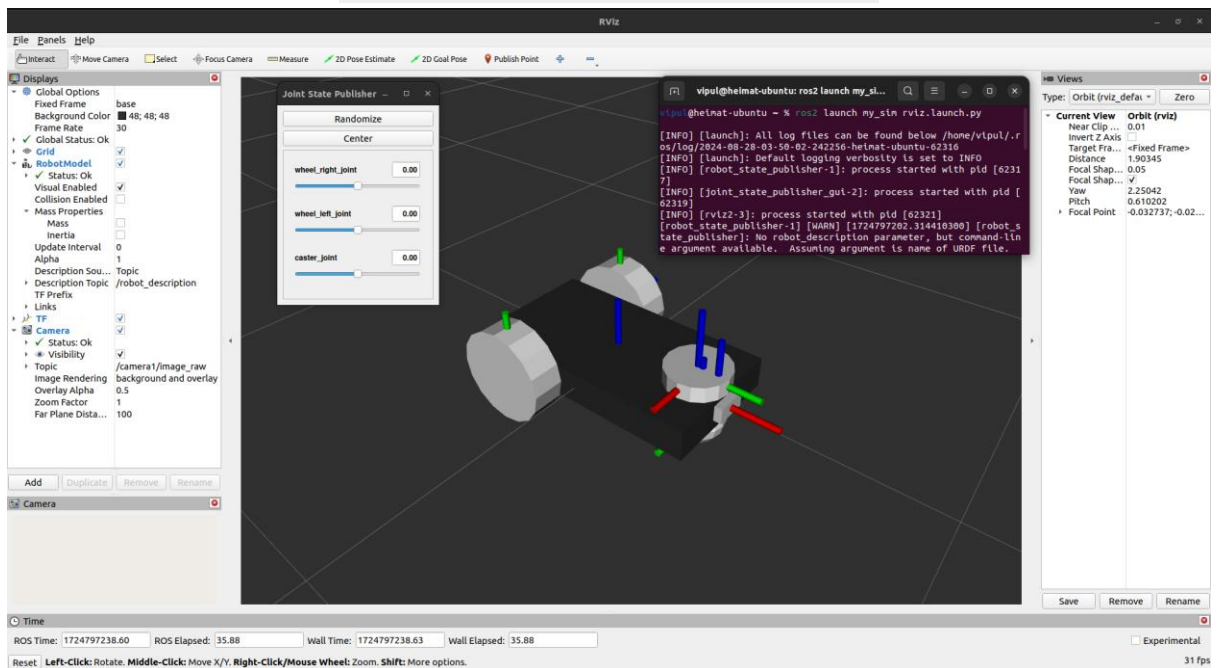 RViz
File Panels Help
Interact Move Camera Select Focus Camera Measure 2D Pose Estimate 2D Goal Pose Publish Point
Displays
Global Options
Fixed Frame base
Background Color 48; 48; 48
Frame Rate 30
Global Status: Ok
Grid
RobotModel
Status: Ok
Visual Enabled
Collision Enabled
Mass Properties
Mass
Inertia
Update Interval 0
Alpha 1
Description Sou... Topic
Description Topic /robot_description
TF Prefix
Links
TF
Camera
Status: Ok
Visibility
Topic /camera1/image_raw
Image Rendering background and overlay
Overlay Alpha 0.5
Zoom Factor 1
Far Plane Dista... 100
Add Duplicate Remove Rename
Camera
Joint State Publisher
Randomize
Center
wheel_right_joint 0.00
wheel_left_joint 0.00
caster_joint 0.00
vipul@heimat-ubuntu: ros2 launch my_si...
vipul@heimat-ubuntu ~ % ros2 launch my_sim rviz.launch.py
[INFO] [launch]: All log files can be found below /home/vipul/.r
os/log/2024-08-28-03-50-02-242256-heimat-ubuntu-62316
[INFO] [launch]: Default logging verbosity is set to INFO
[INFO] [robot_state_publisher-1]: process started with pid [6231
7]
[INFO] [joint_state_publisher_gui-2]: process started with pid [
62319]
[INFO] [rviz2-3]: process started with pid [62321]
[robot_state_publisher-1] [WARN] [1724797202.314410300] [robot_s
tate_publisher]: No robot_description parameter, but command-lin
e argument available.  Assuming argument is name of URDF file.
Views
Type: Orbit (rviz_defau Zero
Current View Orbit (rviz)
Near Clip ... 0.01
Invert Z Axis
Target Fra... <Fixed Frame>
Distance 1.90345
Focal Shap... 0.05
Focal Shap...
Yaw 2.25042
Pitch 0.610202
Focal Point -0.032737; -0.02...
Save Remove Rename
Time
ROS Time: 1724797238.60 ROS Elapsed: 35.88 Wall Time: 1724797238.63 Wall Elapsed: 35.88 Experimental
Reset Left-Click: Rotate. Middle-Click: Move X/Y. Right-Click/Mouse Wheel: Zoom. Shift: More options. 31 fps